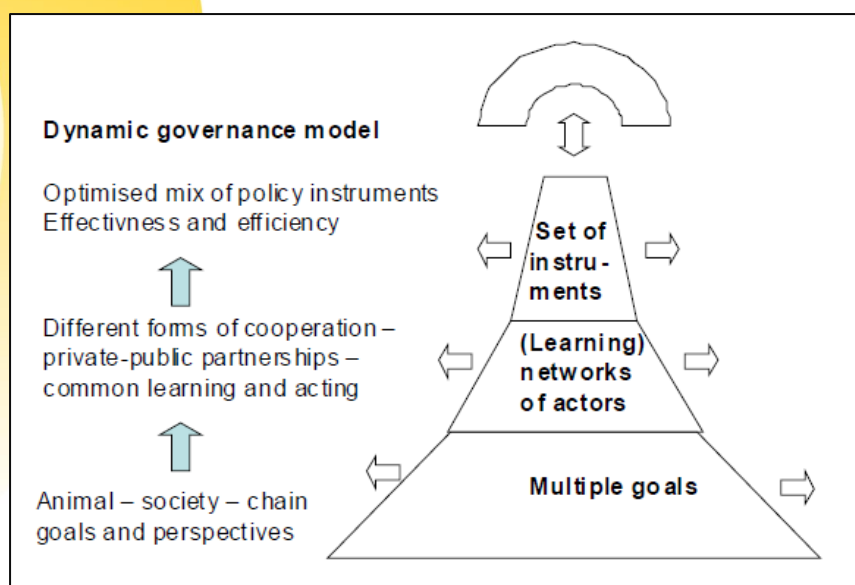 Dynamic governance model
Optimised mix of policy instruments
Effectivness and efficiency
Different forms of cooperation –
private-public partnerships –
common learning and acting
Animal – society – chain
goals and perspectives
Set of
instru -
ments
(Learning)
networks
of actors
Multiple goals